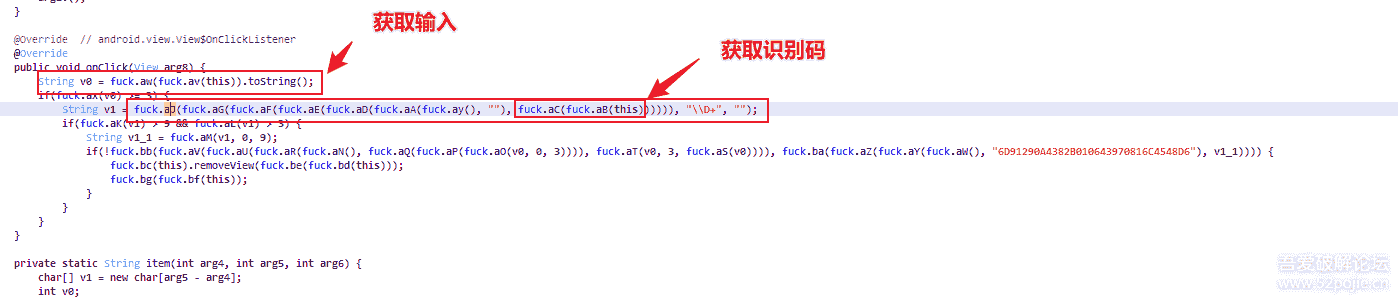 }
获取输入
@Override // android.view.View$OnClickListener
@Override
获取识别码
public void onClick(View arg8) {
String v0 = fuck.aw(fuck.av(this)).toString();
if(fuck.ax(v0) >= 3) {
String v1 = fuck.aJ(fuck.aG(fuck.aF(fuck.aE(fuck.aD(fuck.aA(fuck.ay(), ""), fuck.aC(fuck.aB(this)))))), "\\D+", "");
if(fuck.aK(v1) > 9 && fuck.aL(v1) > 3) {
String v1_1 = fuck.aM(v1, 0, 9);
if(!fuck.bb(fuck.aV(fuck.aU(fuck.aR(fuck.aN(), fuck.aQ(fuck.aP(fuck.aO(v0, 0, 3)))), fuck.aT(v0, 3, fuck.aS(v0)))), fuck.ba(fuck.aZ(fuck.aY(fuck.aW(), "6D91290A4382B010643970816C4548D6"), v1_1)))) {
fuck.bc(this).removeView(fuck.be(fuck.bd(this)));
fuck.bg(fuck.bf(this));
}
}
}
}
private static String item(int arg4, int arg5, int arg6) {
char[] v1 = new char[arg5 - arg4];
int v0;
吾爱破解论坛
www.52pojie.cn